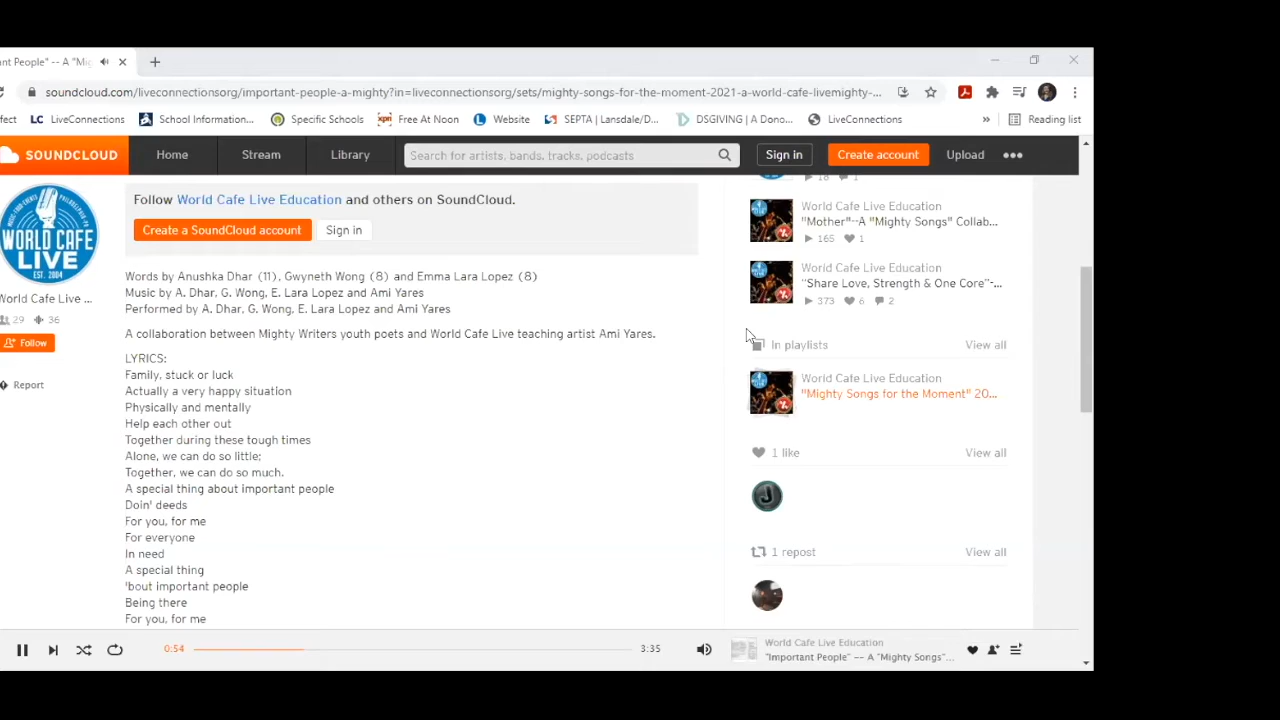 nt People" -- A "Mig
soundcloud.com/liveconnectionsorg/important-people-a-mighty?in=liveconnectionsorg/sets/mighty-songs-for-the-moment-2021-a-world-cafe-livemighty-...
fect LC LiveConnections School Information... Specific Schools xpn Free At Noon L Website SEPTA | Lansdale/D... DSGIVING | A Dono... LiveConnections » Reading list
SOUNDCLOUD Home Stream Library Search for artists, bands, tracks, podcasts Sign in Create account Upload •••
18 1
Follow World Cafe Live Education and others on SoundCloud.
Create a SoundCloud account Sign in
WORLD CAFE
LIVE
EST. 2004
World Cafe Live ...
29 36
Follow
Report
Words by Anushka Dhar (11), Gwyneth Wong (8) and Emma Lara Lopez (8)
Music by A. Dhar, G. Wong, E. Lara Lopez and Ami Yares
Performed by A. Dhar, G. Wong, E. Lara Lopez and Ami Yares
A collaboration between Mighty Writers youth poets and World Cafe Live teaching artist Ami Yares.
LYRICS:
Family, stuck or luck
Actually a very happy situation
Physically and mentally
Help each other out
Together during these tough times
Alone, we can do so little;
Together, we can do so much.
A special thing about important people
Doin' deeds
For you, for me
For everyone
In need
A special thing
'bout important people
Being there
For you, for me
World Cafe Live Education
"Mother"--A "Mighty Songs" Collab...
165 1
World Cafe Live Education
"Share Love, Strength & One Core"-...
373 6 2
In playlists View all
World Cafe Live Education
"Mighty Songs for the Moment" 20...
1 like View all
J
1 repost View all
0:54 3:35
World Cafe Live Education
"Important People" -- A "Mighty Songs"...